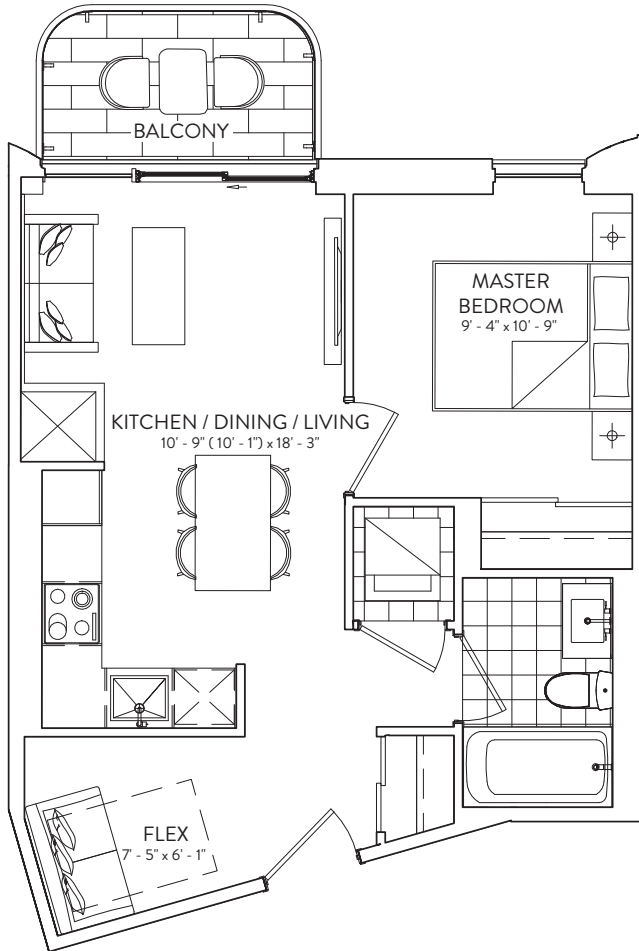 BALCONY
MASTER
BEDROOM
9' - 4" x 10' - 9"
KITCHEN / DINING / LIVING
10' - 9" ( 10' - 1") x 18' - 3"
FLEX
7' - 5" x 6' - 1"